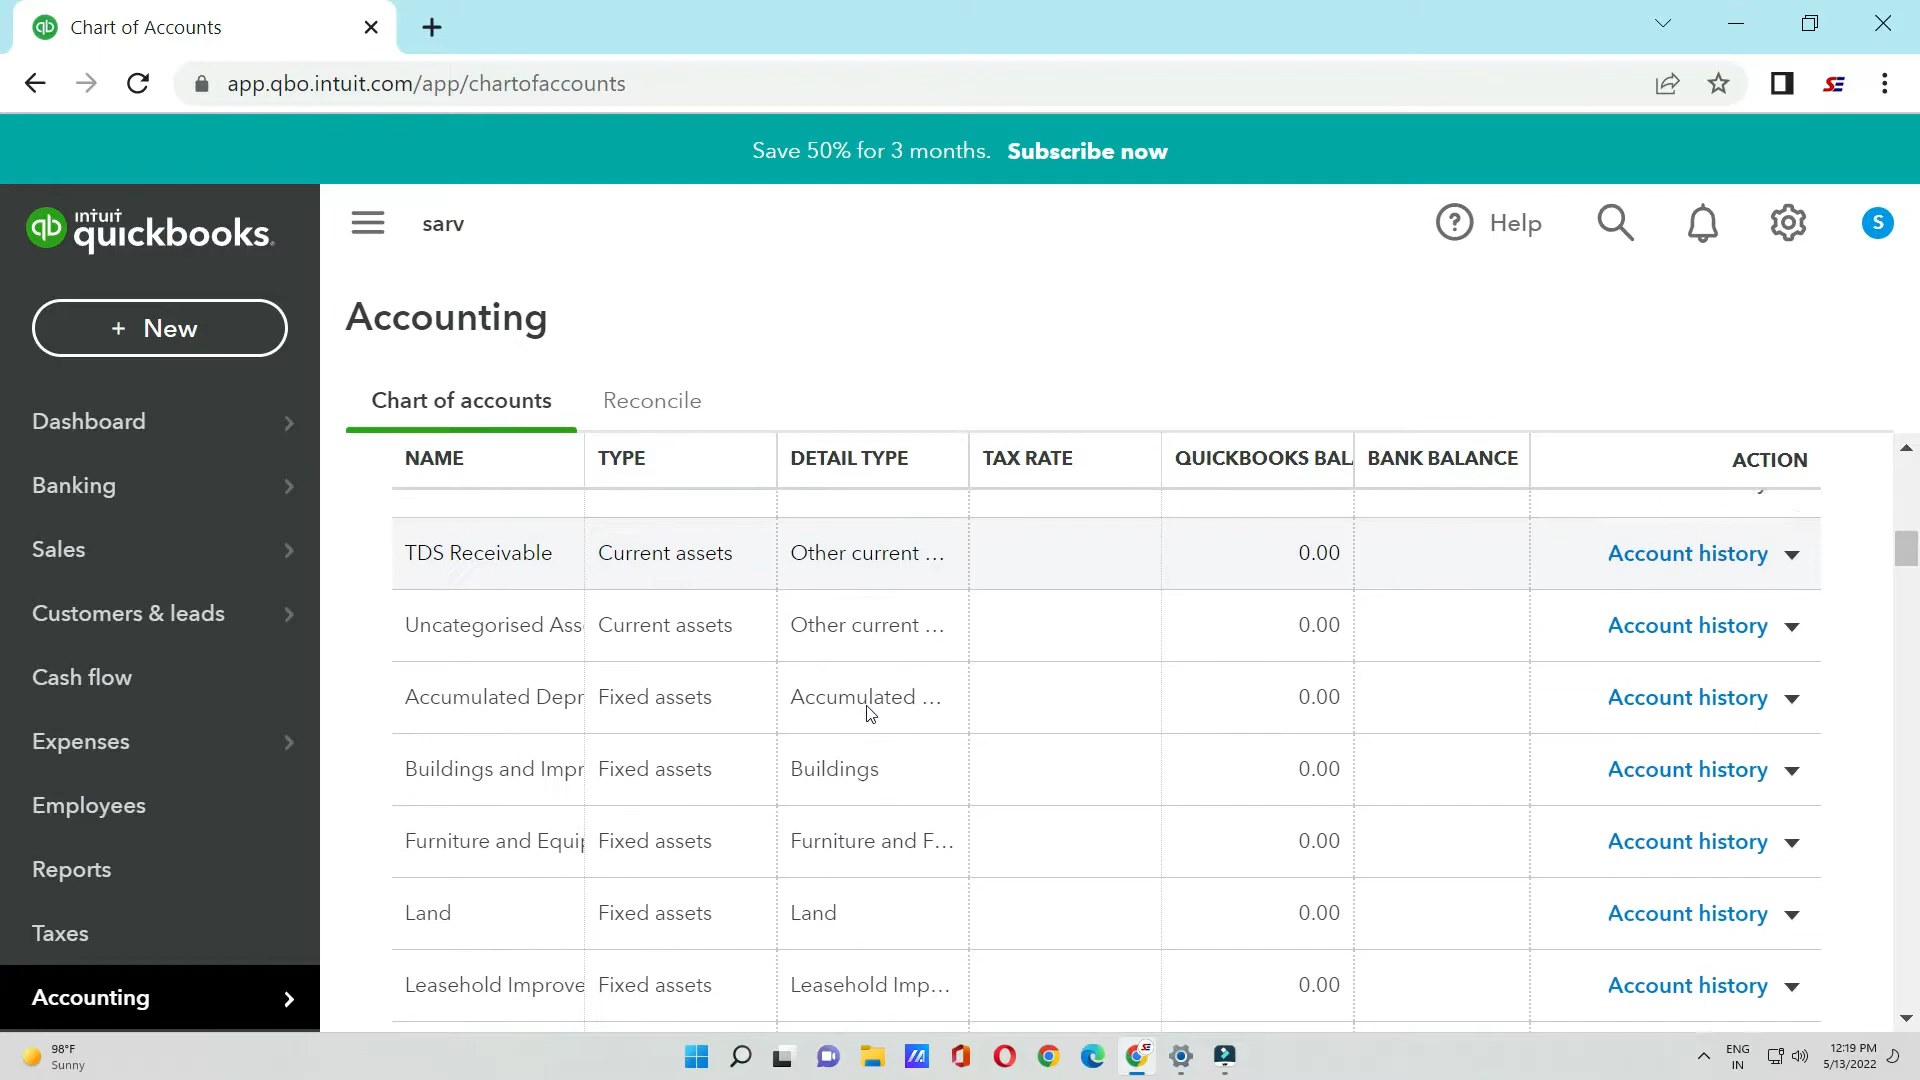 Chart of Accounts
app.qbo.intuit.com/app/chartofaccounts
Save 50% for 3 months. Subscribe now
intuit quickbooks.
sarv
Help
S
+ New
Dashboard
Banking
Sales
Customers & leads
Cash flow
Expenses
Employees
Reports
Taxes
Accounting
Accounting
Chart of accounts Reconcile
NAME TYPE DETAIL TYPE TAX RATE QUICKBOOKS BAL BANK BALANCE ACTION
TDS Receivable Current assets Other current ... 0.00 Account history
Uncategorised Ass Current assets Other current ... 0.00 Account history
Accumulated Depr Fixed assets Accumulated ... 0.00 Account history
Buildings and Impr Fixed assets Buildings 0.00 Account history
Furniture and Equip Fixed assets Furniture and F... 0.00 Account history
Land Fixed assets Land 0.00 Account history
Leasehold Improve Fixed assets Leasehold Imp... 0.00 Account history
98°F
Sunny
ENG
IN
12:19 PM
5/13/2022